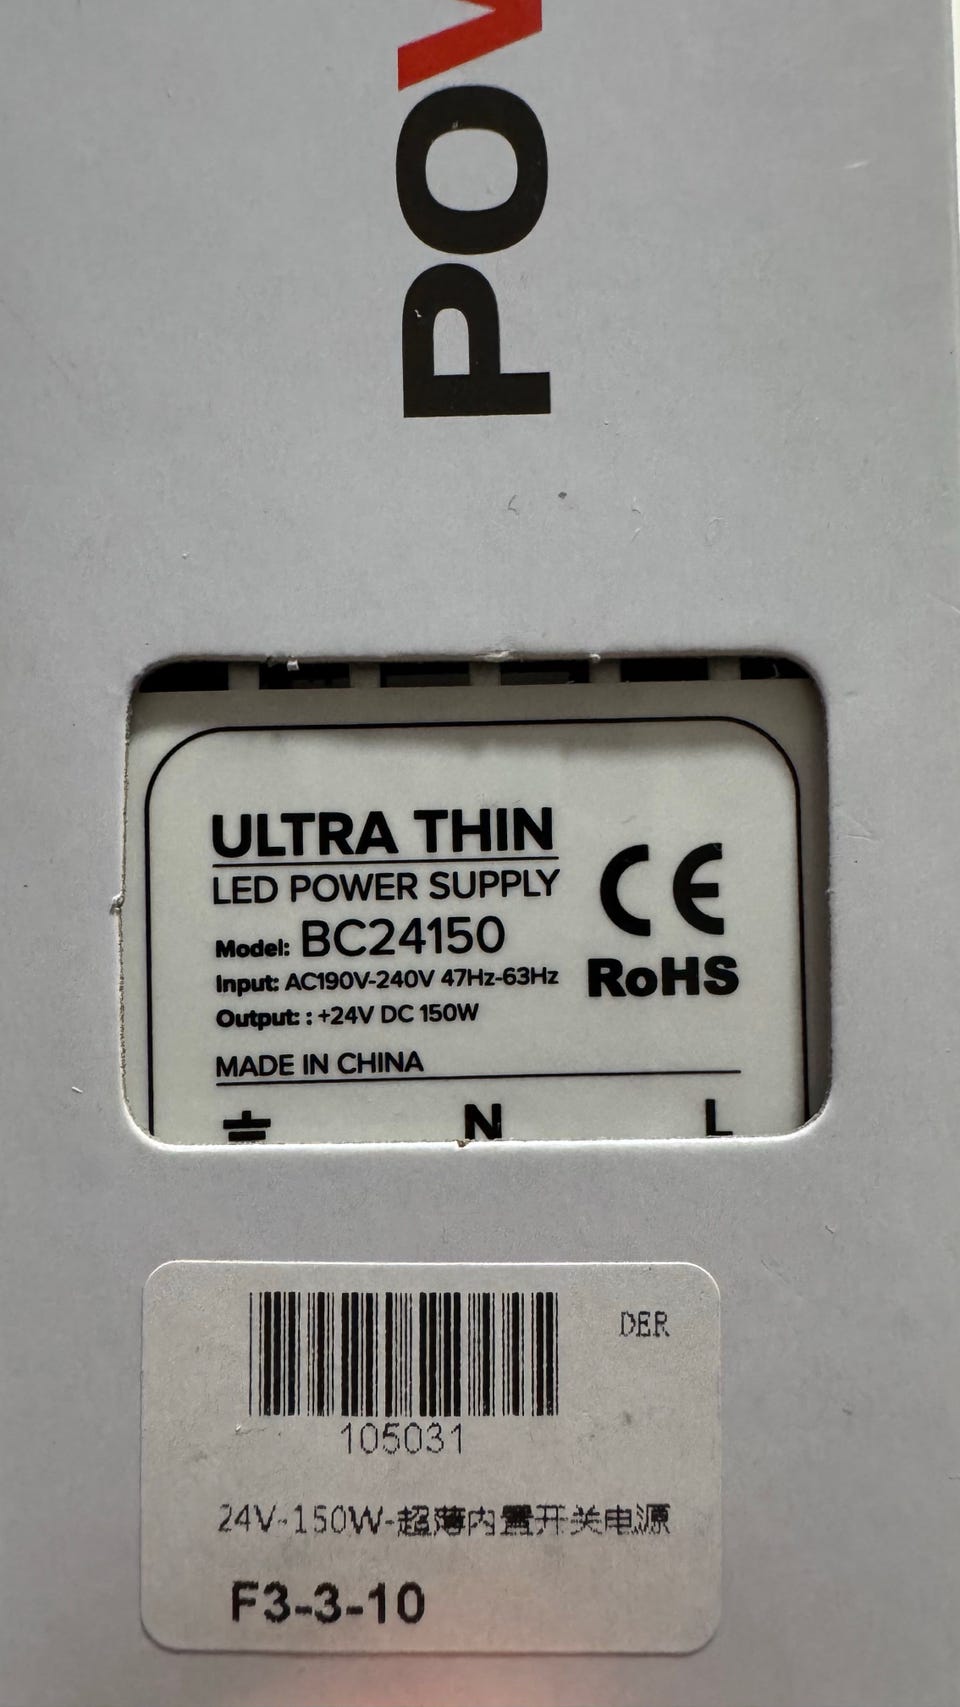 POW
ULTRA THIN
LED POWER SUPPLY
Model: BC24150
Input: AC190V-240V 47Hz-63Hz
Output: : +24V DC 150W
MADE IN CHINA
N L
CE
RoHS
DER
105031
24V-150W-超薄内置开关电源
F3-3-10